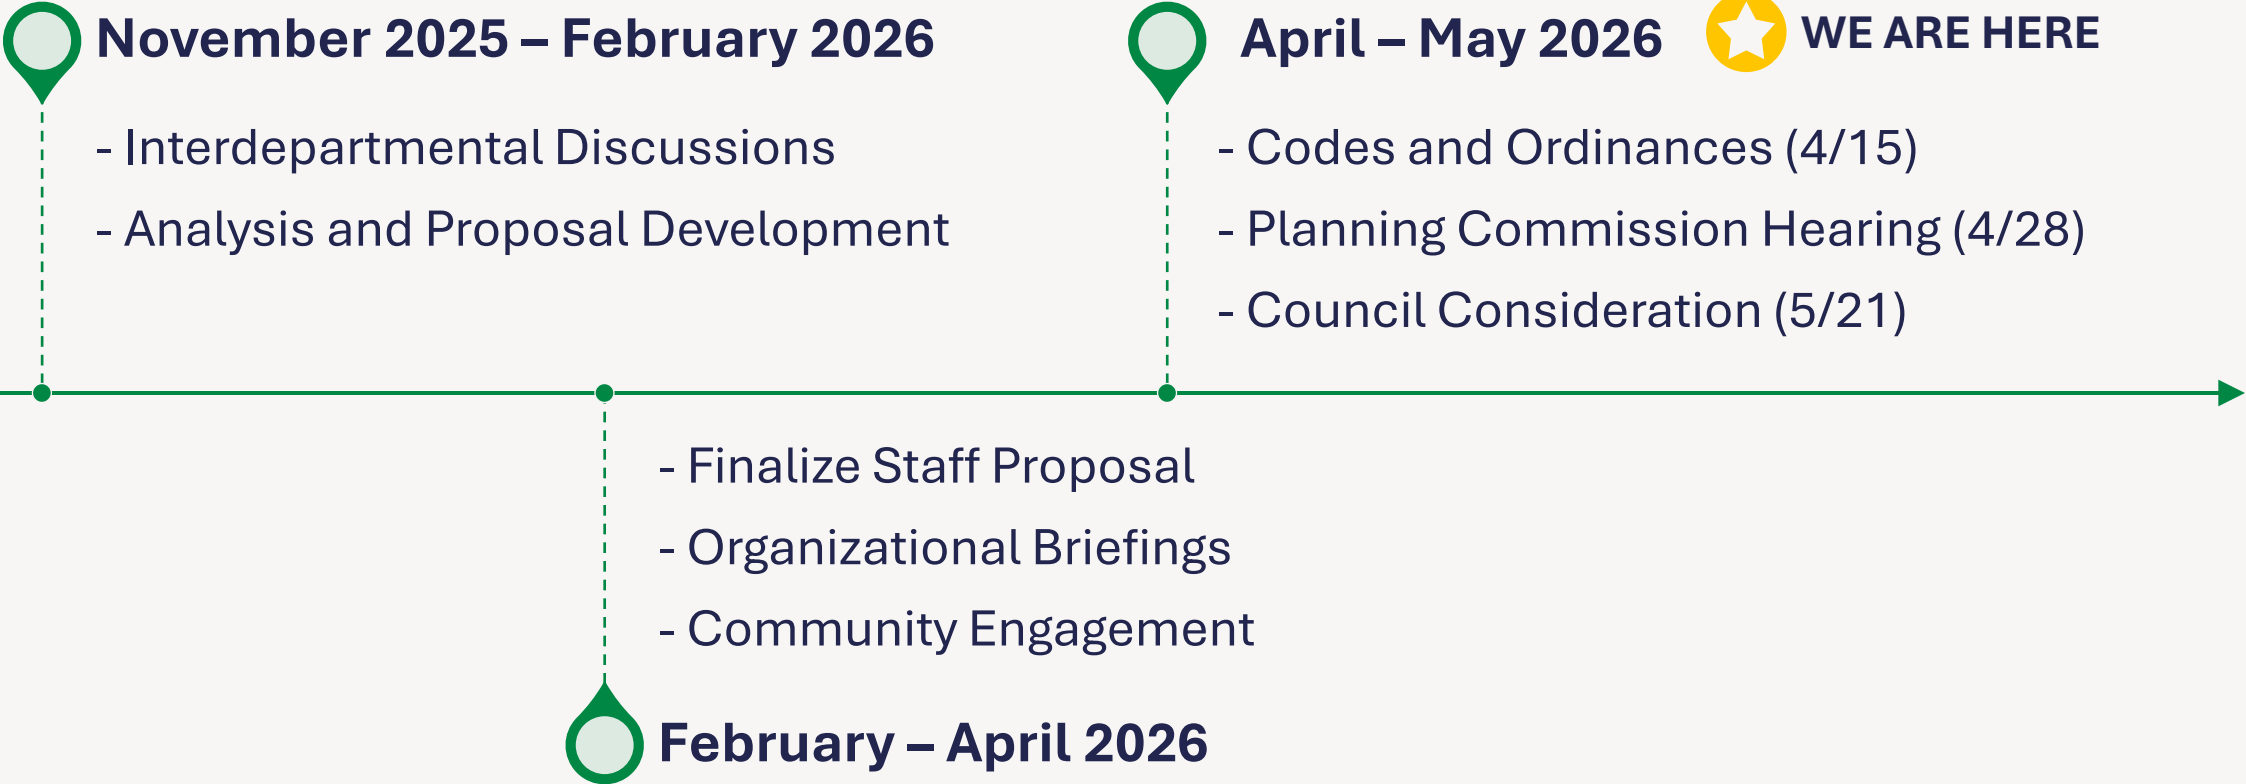 November 2025 – February 2026
- Interdepartmental Discussions
- Analysis and Proposal Development
April – May 2026
WE ARE HERE
- Codes and Ordinances (4/15)
- Planning Commission Hearing (4/28)
- Council Consideration (5/21)
- Finalize Staff Proposal
- Organizational Briefings
- Community Engagement
February – April 2026